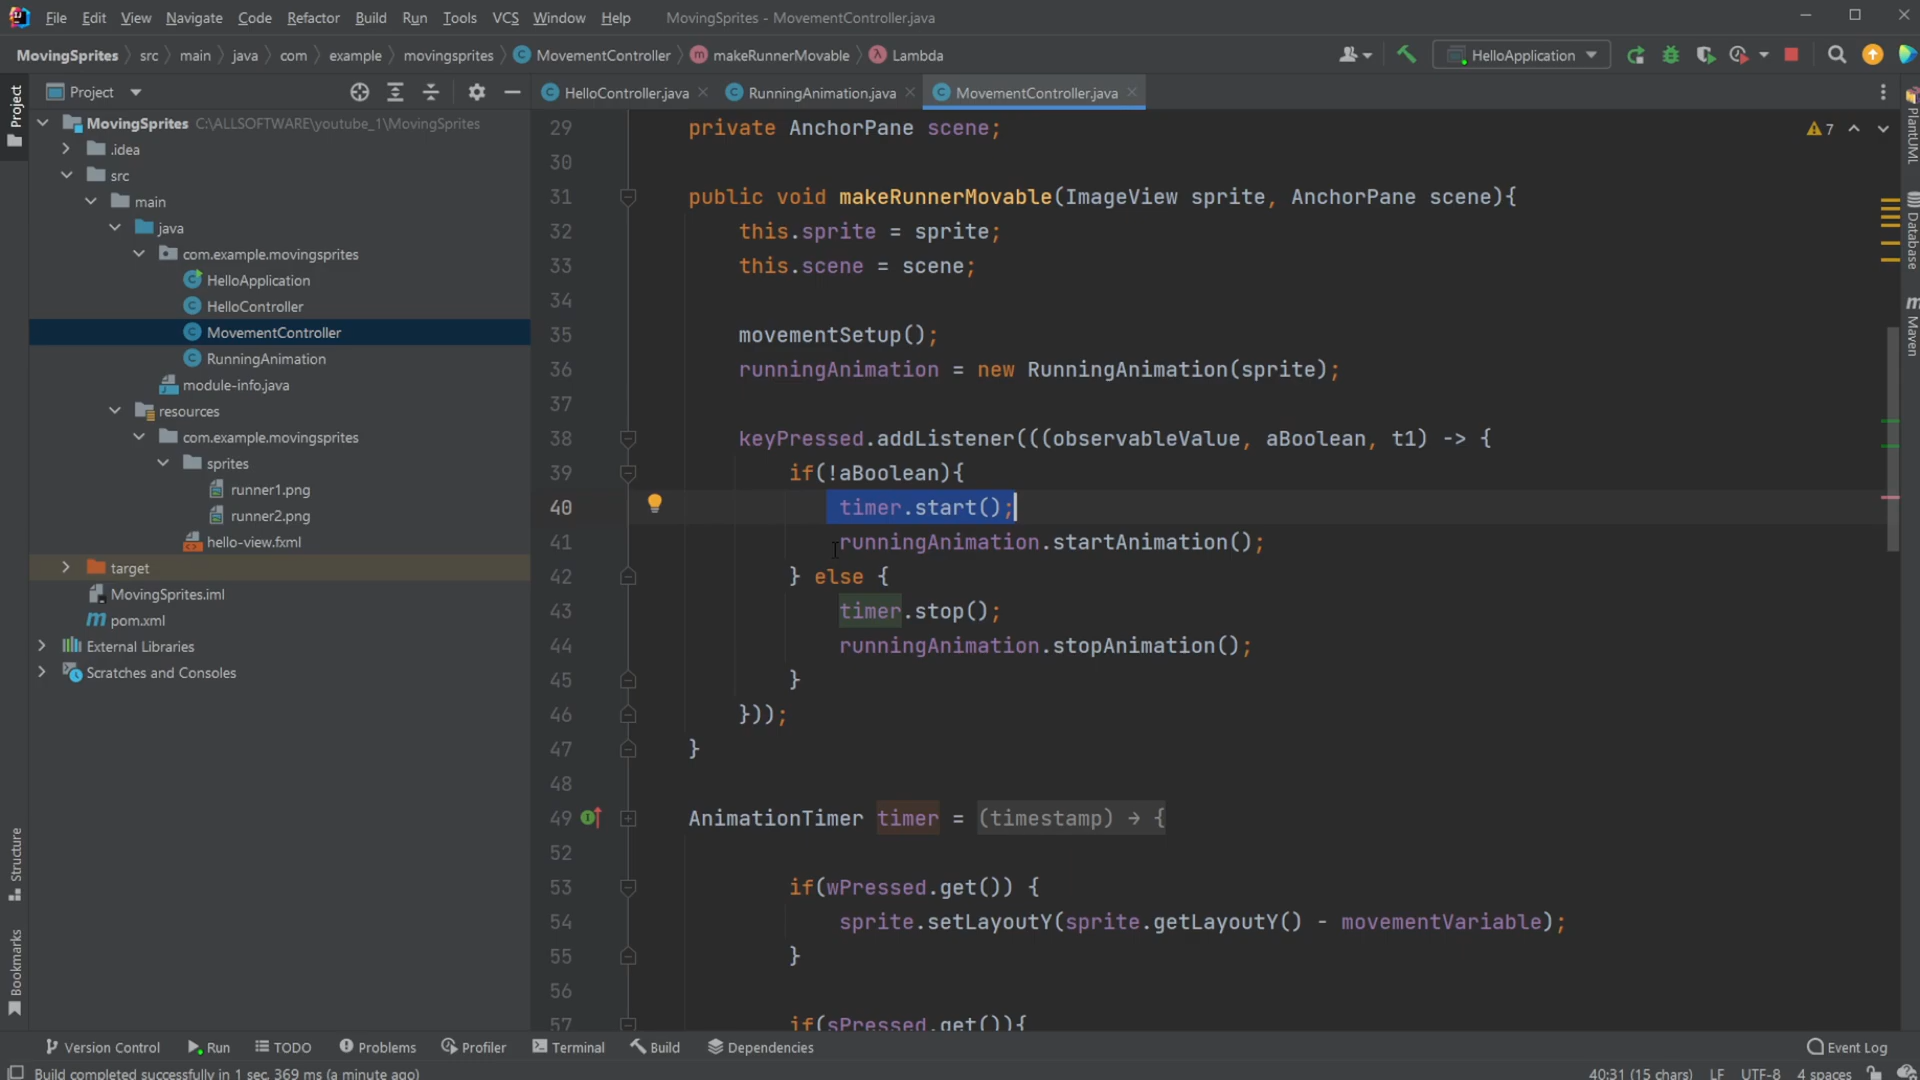 File Edit View Navigate Code Refactor Build Run Tools VCS Window Help MovingSprites - MovementController.java
MovingSprites src main java com example movingsprites MovementController makeRunnerMovable Lambda HelloApplication
Project
Project
HelloController.java RunningAnimation.java MovementController.java
MovingSprites C:\ALLSOFTWARE\youtube_1\MovingSprites
.idea
src
main
java
com.example.movingsprites
HelloApplication
HelloController
MovementController
RunningAnimation
module-info.java
resources
com.example.movingsprites
sprites
runner1.png
runner2.png
hello-view.fxml
target
MovingSprites.iml
pom.xml
External Libraries
Scratches and Consoles
Structure
Bookmarks
29 private AnchorPane scene;
30
31 public void makeRunnerMovable(ImageView sprite, AnchorPane scene){
32 this.sprite = sprite;
33 this.scene = scene;
34
35 movementSetup();
36 runningAnimation = new RunningAnimation(sprite);
37
38 keyPressed.addListener(((observableValue, aBoolean, t1) -> {
39 if(!aBoolean){
40 timer.start();
41 runningAnimation.startAnimation();
42 } else {
43 timer.stop();
44 runningAnimation.stopAnimation();
45 }
46 }));
47 }
48
49 AnimationTimer timer = (timestamp) → {
52
53 if(wPressed.get()) {
54 sprite.setLayoutY(sprite.getLayoutY() - movementVariable);
55 }
56
57 if(sPressed.get()){
7
PlantUML
Database
Maven
Version Control Run TODO Problems Profiler Terminal Build Dependencies Event Log
Build completed successfully in 1 sec, 369 ms (a minute ago) 40:31 (15 chars) LF UTF-8 4 spaces